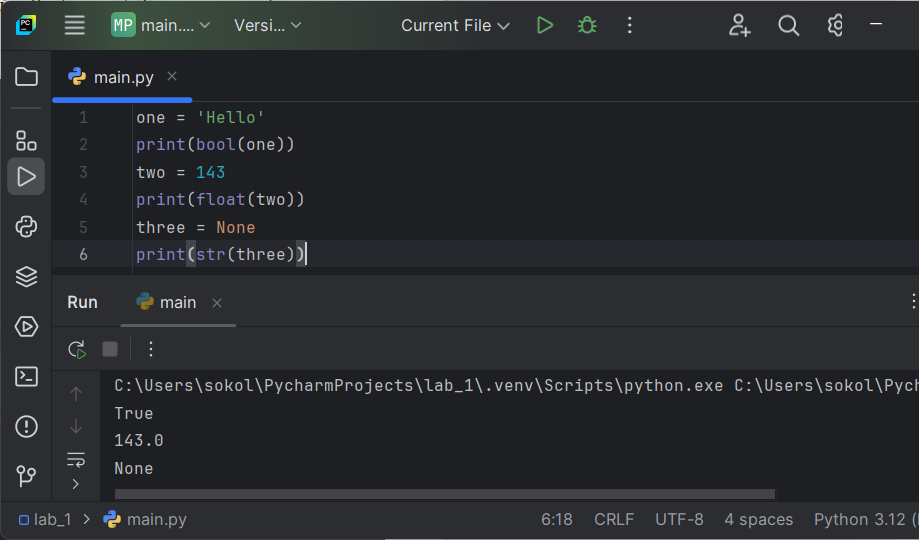 PC MP main.... Versi... Current File
main.py
1 one = 'Hello'
2 print(bool(one))
3 two = 143
4 print(float(two))
5 three = None
6 print(str(three))
Run main
C:\Users\sokol\PycharmProjects\lab_1\.venv\Scripts\python.exe C:\Users\sokol\Pych
True
143.0
None
lab_1 main.py 6:18 CRLF UTF-8 4 spaces Python 3.12 (